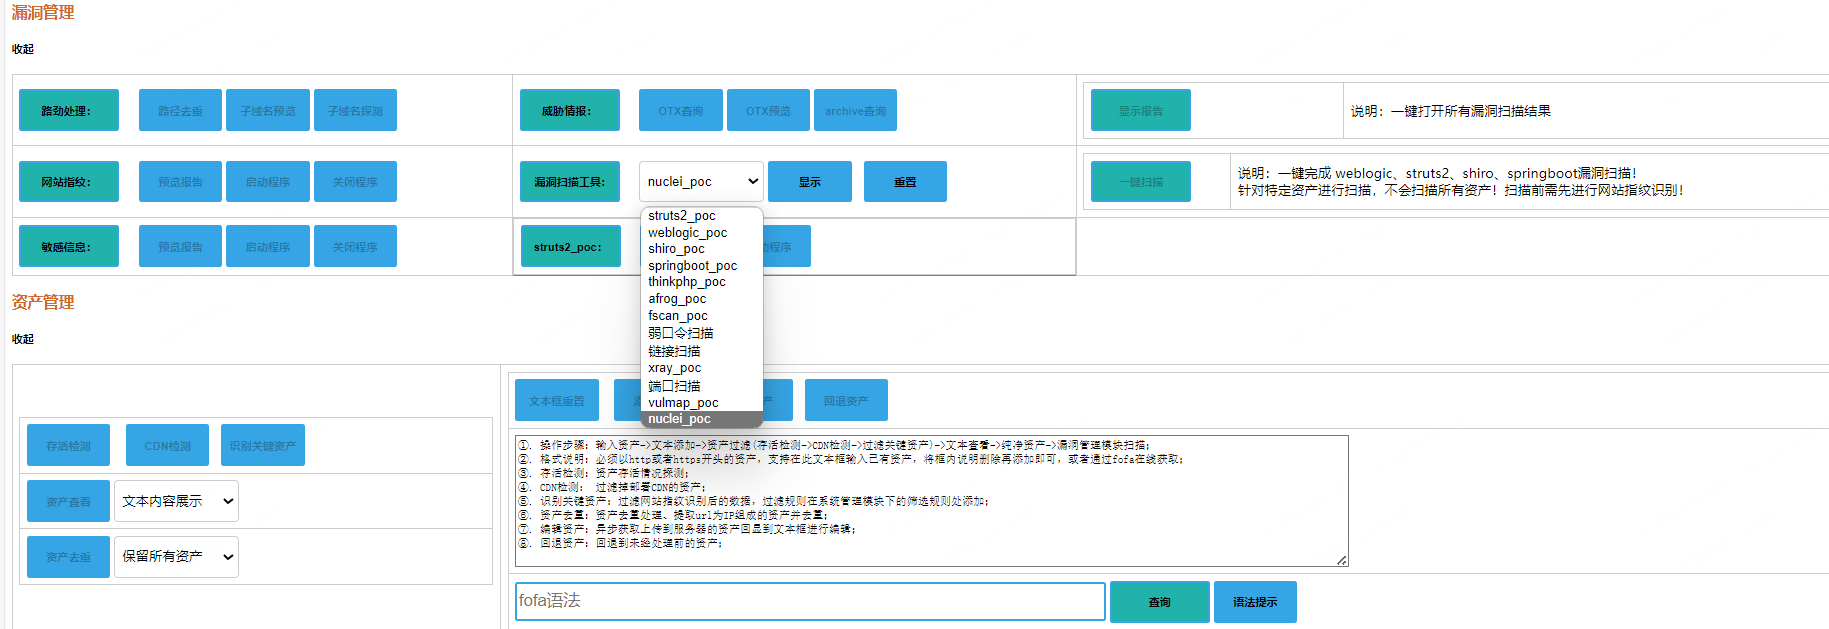 漏洞管理
收起
路劲处理：
路径去重
子域名预览
子域名探测
威胁情报：
OTX查询
OTX预览
archive查询
显示报告
说明：一键打开所有漏洞扫描结果
网站指纹：
预览报告
启动程序
关闭程序
漏洞扫描工具：
nuclei_poc
显示
重置
一键扫描
说明：一键完成 weblogic、struts2、shiro、springboot漏洞扫描！
针对特定资产进行扫描，不会扫描所有资产！扫描前需先进行网站指纹识别！
敏感信息：
预览报告
启动程序
关闭程序
struts2_poc：
程序
struts2_poc
weblogic_poc
shiro_poc
springboot_poc
thinkphp_poc
afrog_poc
fscan_poc
弱口令扫描
链接扫描
xray_poc
端口扫描
vulmap_poc
nuclei_poc
资产管理
收起
存活检测
CDN检测
识别关键资产
资产查看
文本内容展示
资产去重
保留所有资产
文本框重置
产
回退资产
①. 操作步骤：输入资产->文本添加->资产过滤(存活检测->CDN检测->过滤关键资产)->文本查看->纯净资产->漏洞管理模块扫描；
②. 格式说明：必须以http或者https开头的资产，支持在此文本框输入已有资产，将框内说明删除再添加即可，或者通过fofa在线获取；
③. 存活检测：资产存活情况探测；
④. CDN检测： 过滤掉部署CDN的资产；
⑤. 识别关键资产：过滤网站指纹识别后的数据，过滤规则在系统管理模块下的筛选规则处添加；
⑥. 资产去重：资产去重处理、提取url为IP组成的资产并去重；
⑦. 编辑资产：异步获取上传到服务器的资产回显到文本框进行编辑；
⑧. 回退资产：回退到未经处理前的资产；
fofa语法
查询
语法提示